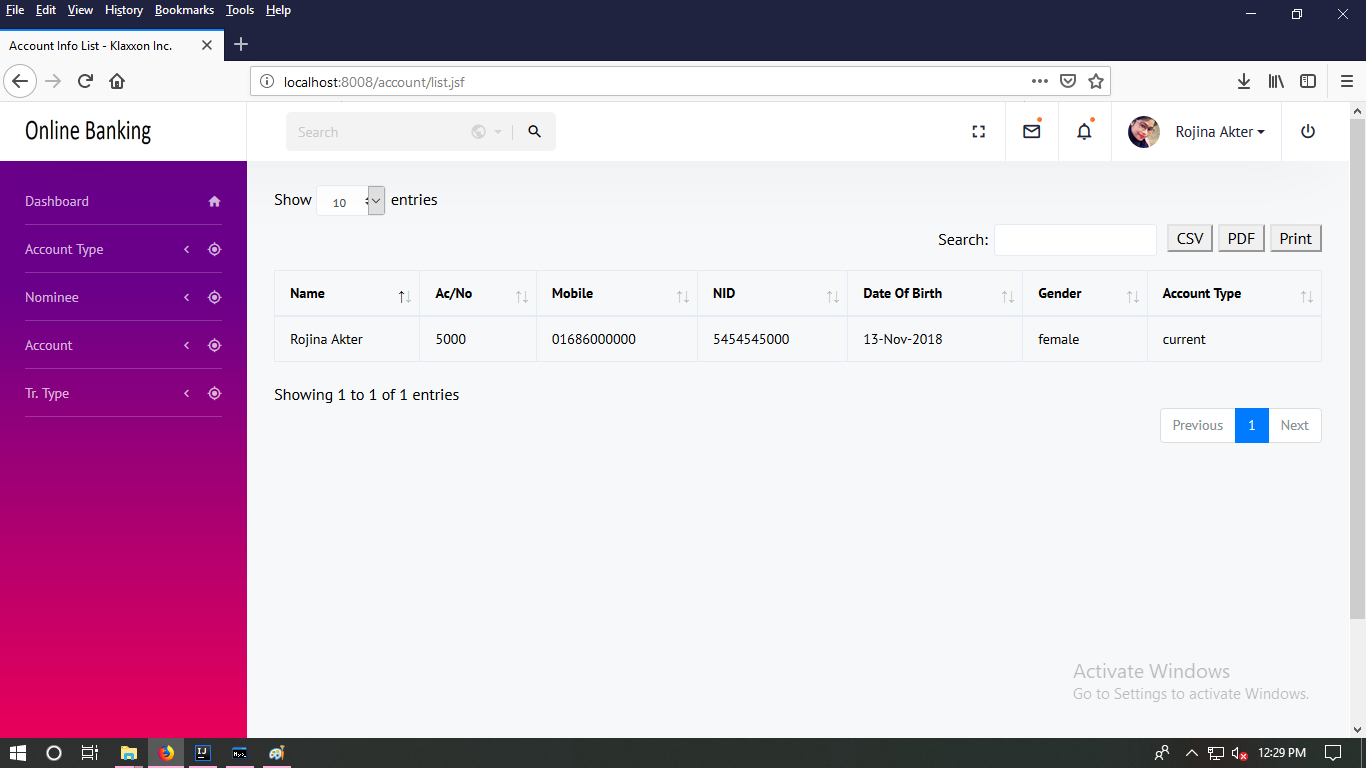 File Edit View History Bookmarks Tools Help
Account Info List - Klaxxon Inc.
localhost:8008/account/list.jsf
Online Banking
Search
Rojina Akter
Dashboard
Account Type
Nominee
Account
Tr. Type
Show 10 entries
Search: CSV PDF Print
Name Ac/No Mobile NID Date Of Birth Gender Account Type
Rojina Akter 5000 01686000000 5454545000 13-Nov-2018 female current
Showing 1 to 1 of 1 entries
Previous 1 Next
Activate Windows
Go to Settings to activate Windows.
12:29 PM